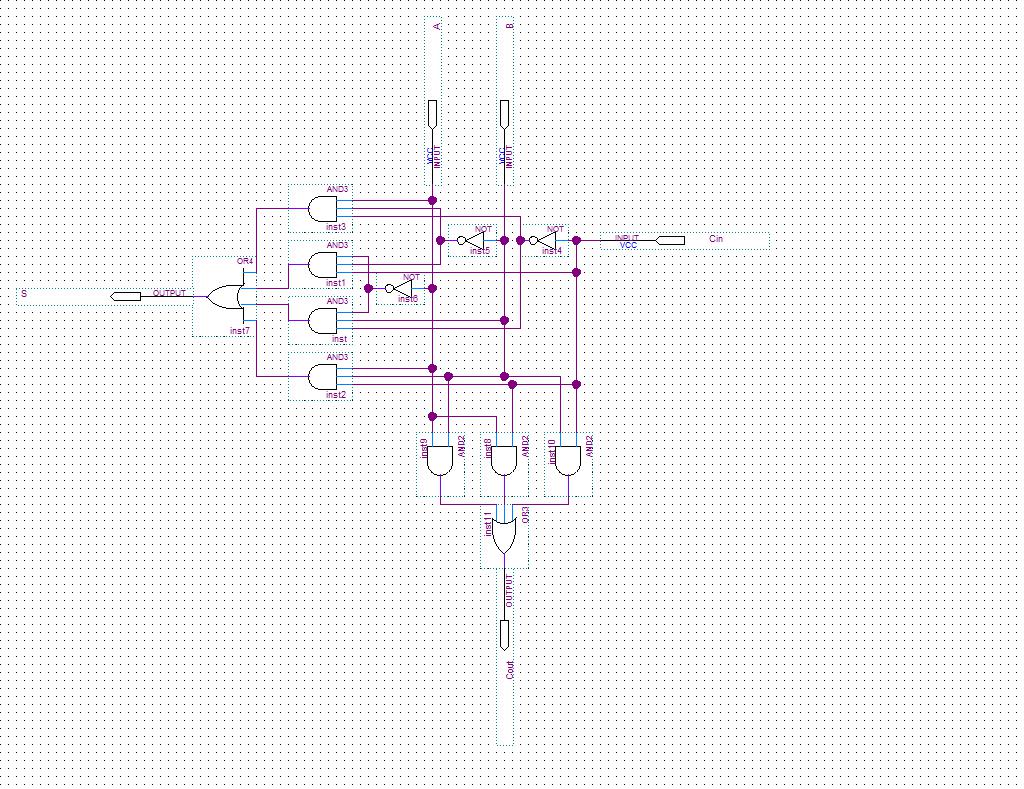 A
B
VCC
INPUT
VCC
INPUT
AND3
inst3
NOT
inst5
NOT
inst4
INPUT
VCC
Cin
AND3
inst1
OR4
inst7
NOT
inst6
S
OUTPUT
AND3
inst
AND3
inst2
inst9
AND2
inst8
AND2
inst10
AND2
inst11
OR3
OUTPUT
Cout